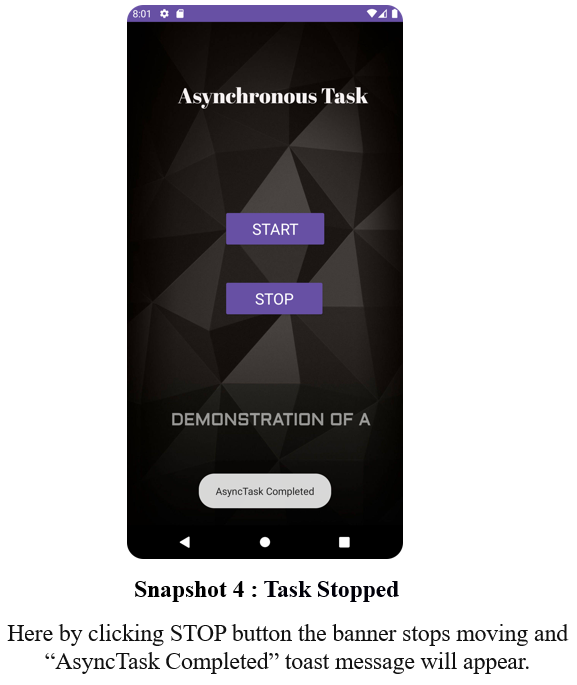 8:01
Asynchronous Task
START
STOP
DEMONSTRATION OF A
AsyncTask Completed
Snapshot 4 : Task Stopped
Here by clicking STOP button the banner stops moving and
“AsyncTask Completed” toast message will appear.